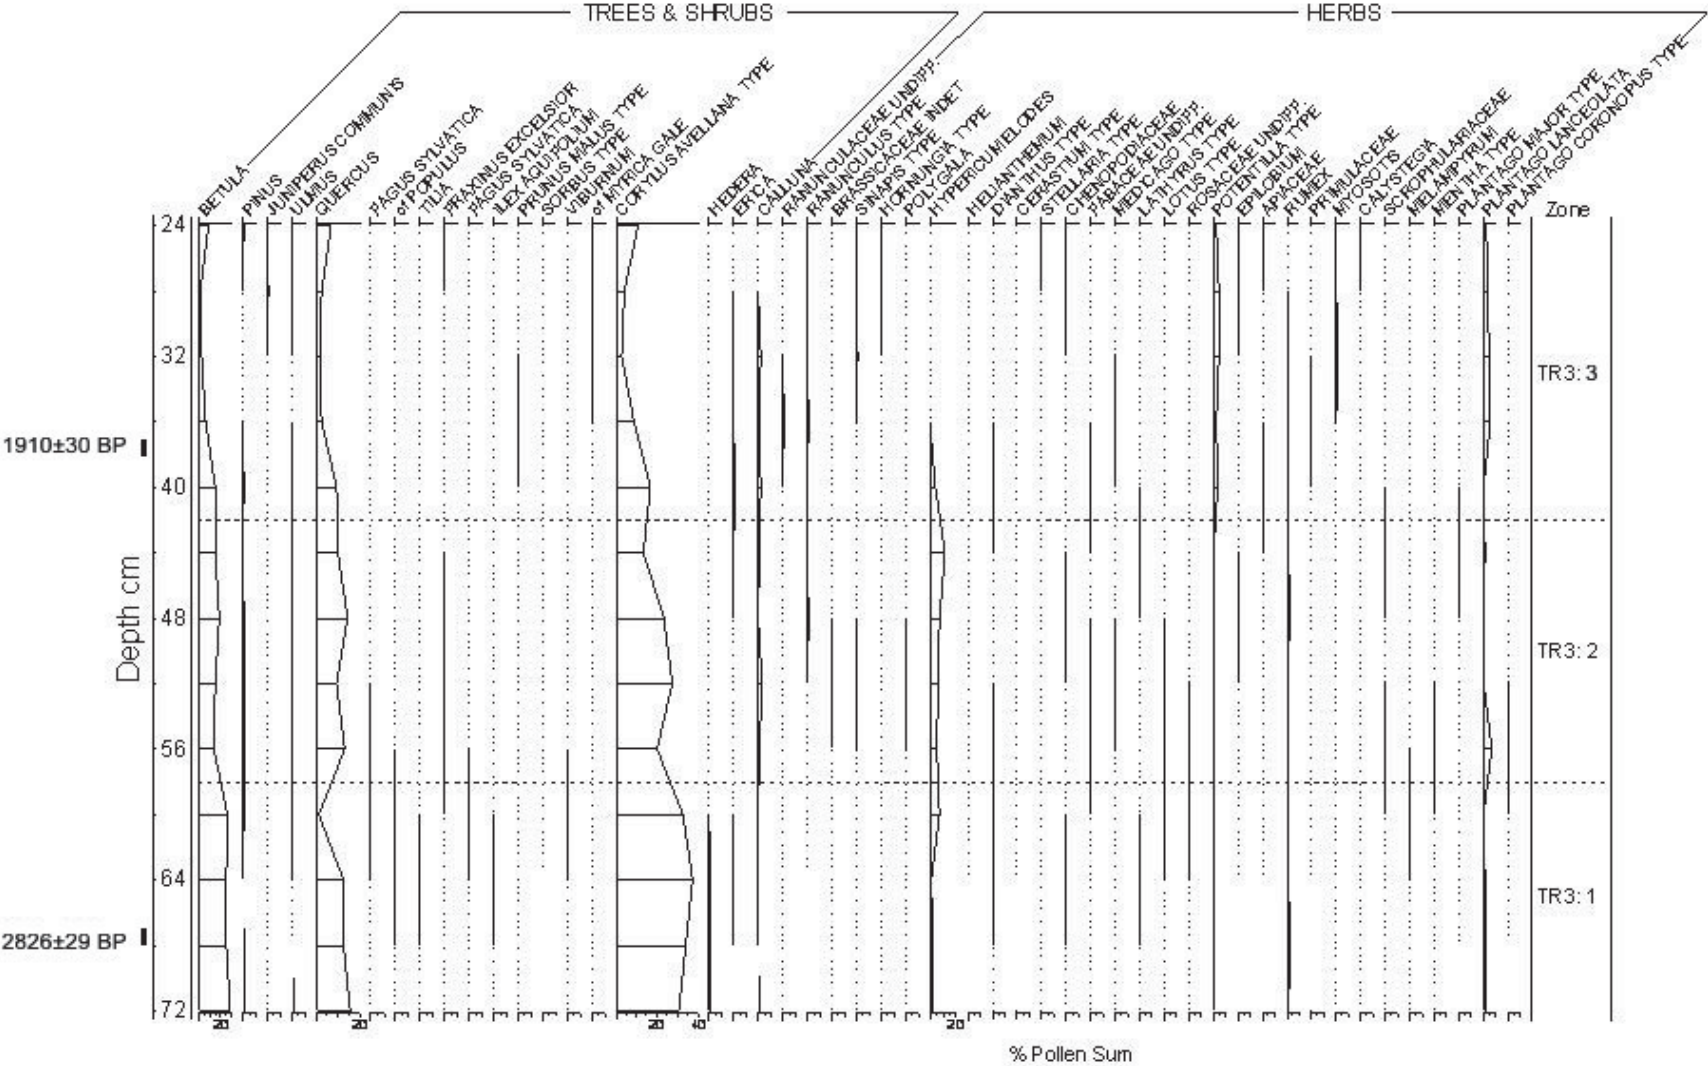 TREES & SHRUBS
HERBS
BETULA
PINUS
JUNIPERUS COMMUNIS
ULMUS
QUERCUS
FAGUS SYLVATICA
cf POPULUS
TILIA
FRAXINUS EXCELSIOR
FAGUS SYLVATICA
ILEX AQUIFOLIUM
PRUNUS MALUS TYPE
SORBUS TYPE
VIBURNUM
cf MYRICA GALE
CORYLUS AVELLANA TYPE
HEDERA
ERICA
CALLUNA
RANUNCULACEAE UNDIFF.
RANUNCULUS TYPE
BRASSICACEAE INDET
SINAPIS TYPE
HORNUNGIA TYPE
POLYGALA
HYPERICUM ELODES
HELIANTHEMUM
DIANTHUS TYPE
CERASTIUM TYPE
STELLARIA TYPE
CHENOPODIACEAE
FABACEAE UNDIFF.
MEDICAGO TYPE
LATHYRUS TYPE
LOTUS TYPE
ROSACEAE UNDIFF.
POTENTILLA TYPE
EPILOBIUM
APIACEAE
RUMEX
PRIMULACEAE
MYOSOTIS
CALYSTEGIA
SCROPHULARIACEAE
MELAMPYRUM
MENTHA TYPE
PLANTAGO MAJOR TYPE
PLANTAGO LANCEOLATA
PLANTAGO CORONOPUS TYPE
Zone
24
32
TR3: 3
1910±30 BP
40
Depth cm
48
TR3: 2
56
64
TR3: 1
2826±29 BP
72
20 20 20 40 20
% Pollen Sum